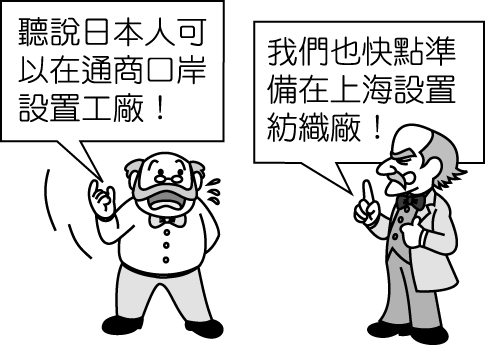 聽說日本人可
以在通商口岸
設置工廠！
我們也快點準
備在上海設置
紡織廠！